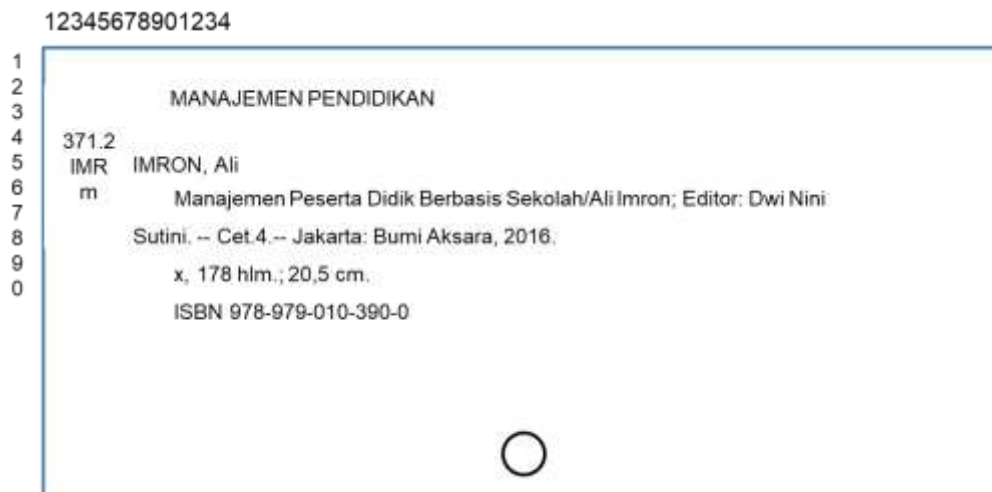 12345678901234
1
2
3
4
5
6
7
8
9
0
MANAJEMEN PENDIDIKAN
371.2
IMR
m
IMRON, Ali
Manajemen Peserta Didik Berbasis Sekolah/Ali Imron; Editor: Dwi Nini
Sutini. -- Cet.4.-- Jakarta: Bumi Aksara, 2016.
x, 178 hlm.; 20,5 cm.
ISBN 978-979-010-390-0